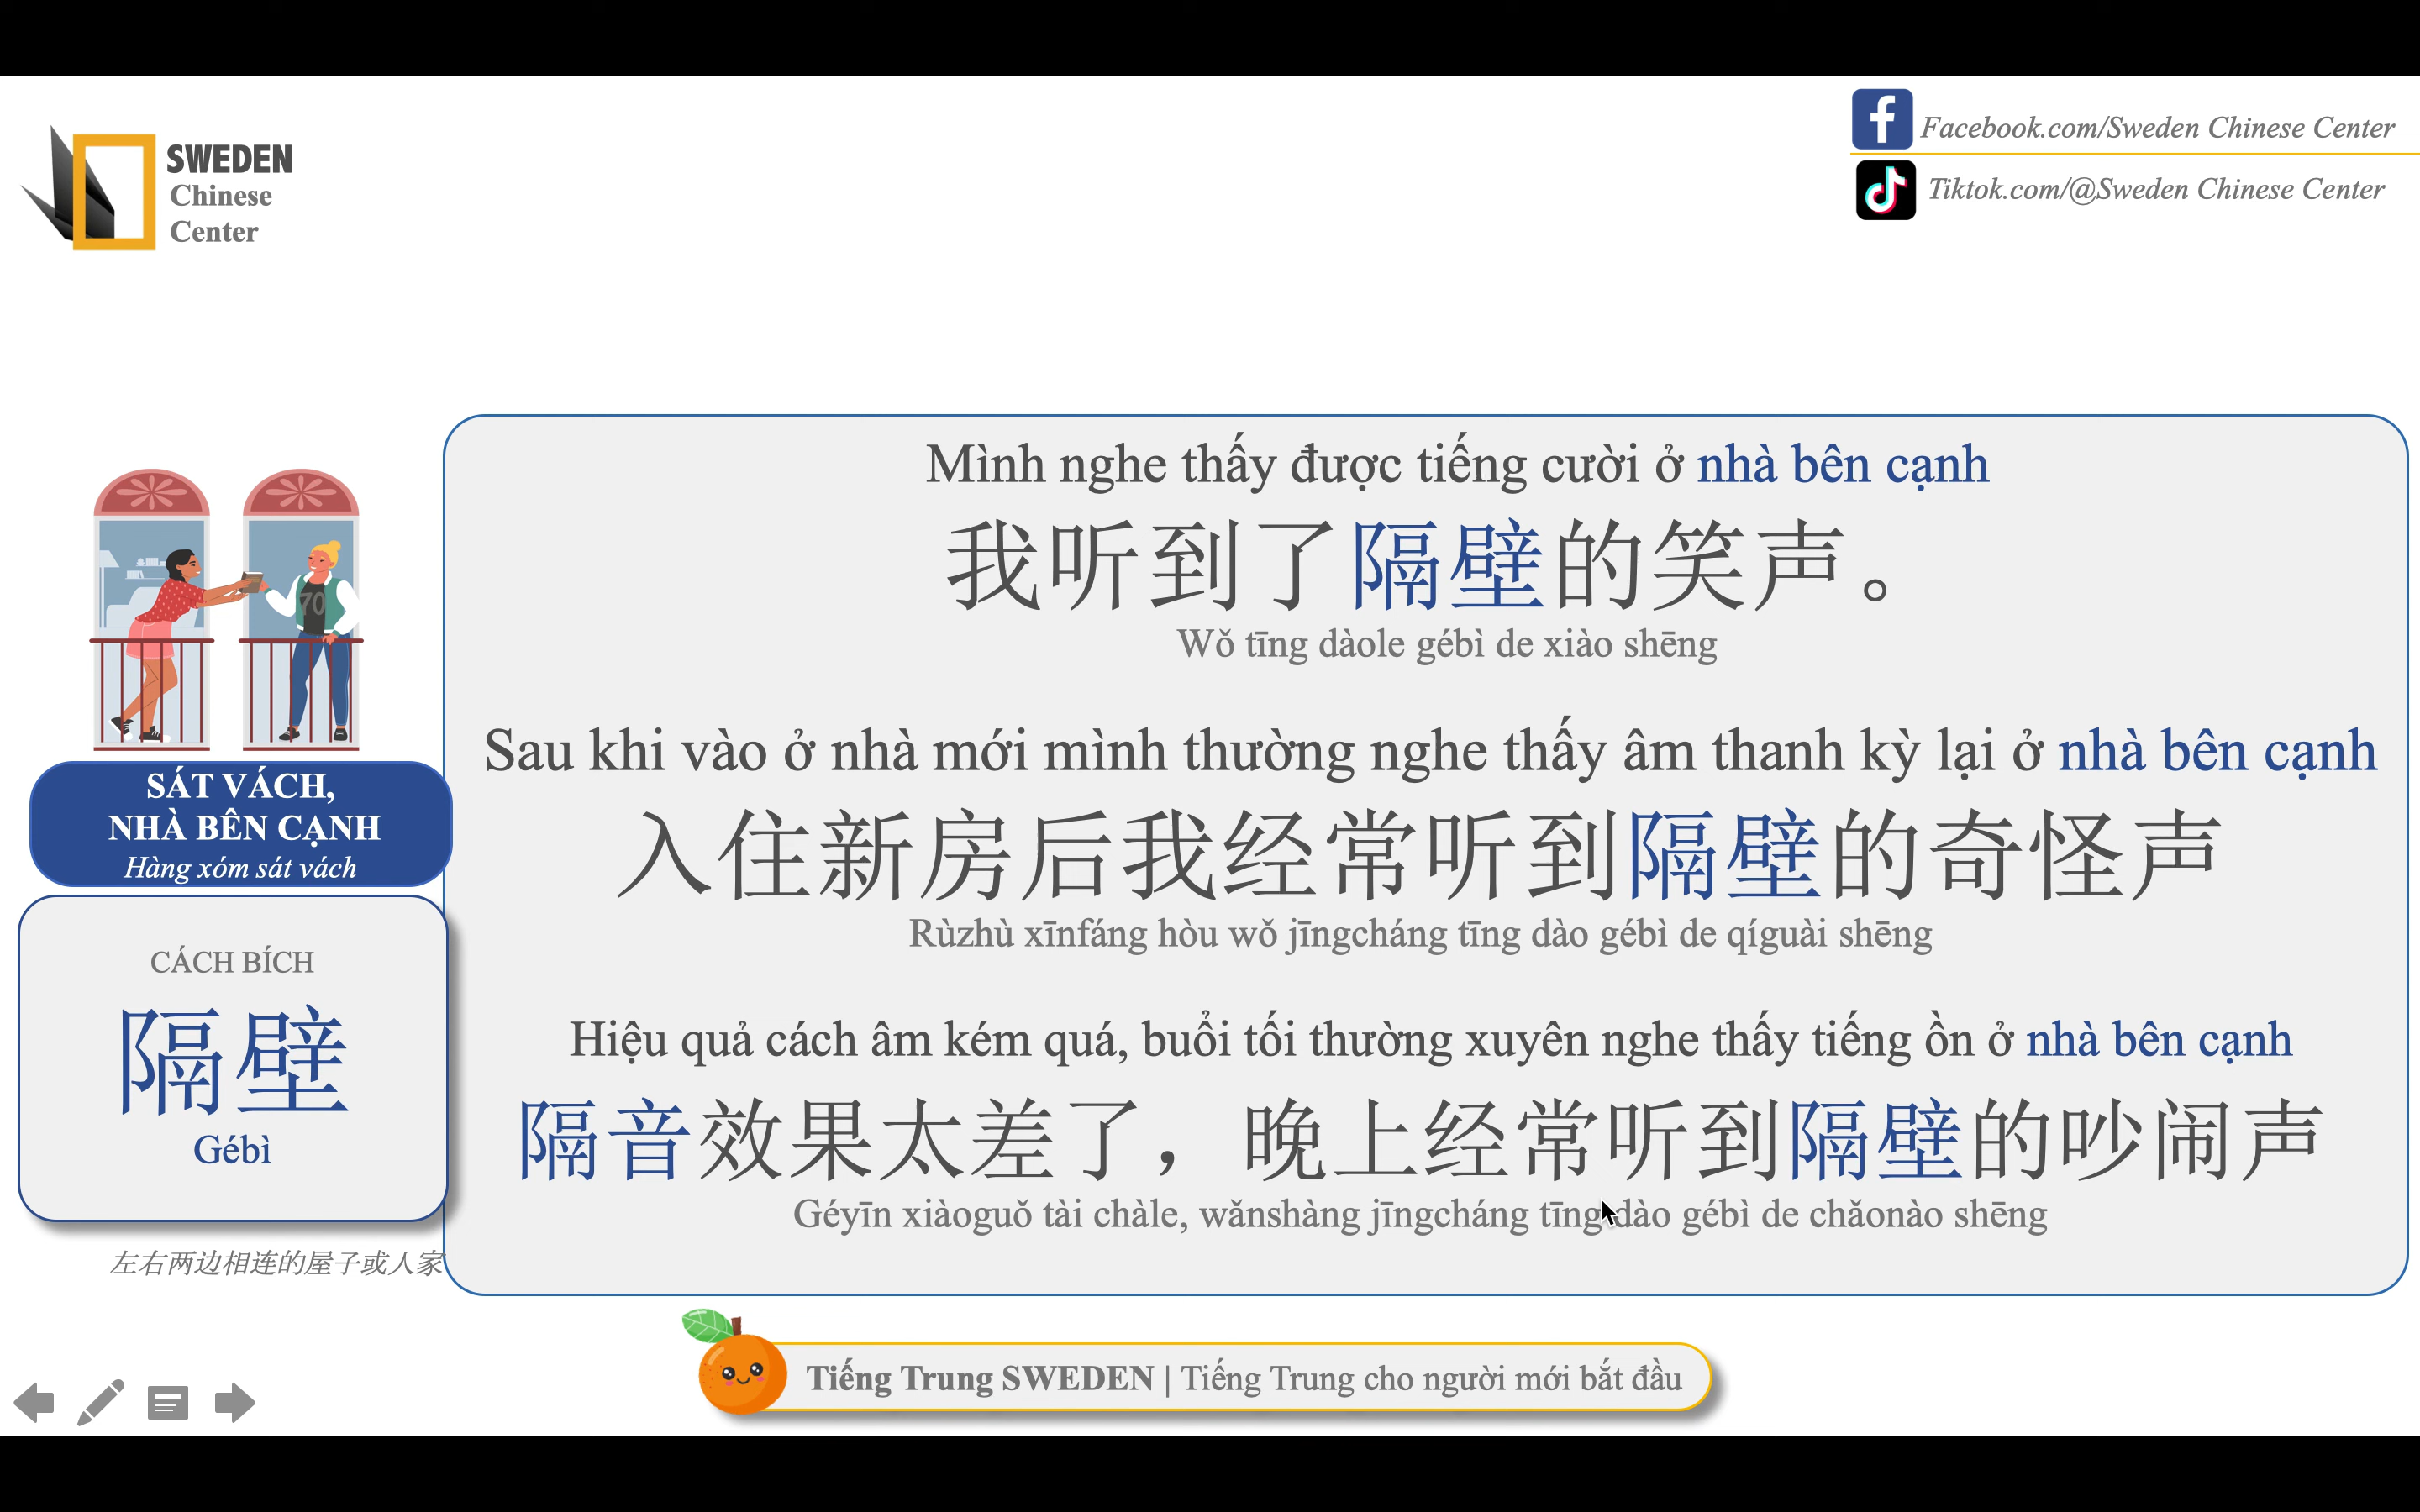 SWEDEN
Chinese
Center
Facebook.com/Sweden Chinese Center
Tiktok.com/@Sweden Chinese Center
70
SÁT VÁCH,
NHÀ BÊN CẠNH
Hàng xóm sát vách
CÁCH BÍCH
隔壁
Gébì
左右两边相连的屋子或人家
Mình nghe thấy được tiếng cười ở nhà bên cạnh
我听到了隔壁的笑声。
Wǒ tīng dàole gébì de xiào shēng
Sau khi vào ở nhà mới mình thường nghe thấy âm thanh kỳ lại ở nhà bên cạnh
入住新房后我经常听到隔壁的奇怪声
Rùzhù xīnfáng hòu wǒ jīngcháng tīng dào gébì de qíguài shēng
Hiệu quả cách âm kém quá, buổi tối thường xuyên nghe thấy tiếng ồn ở nhà bên cạnh
隔音效果太差了，晚上经常听到隔壁的吵闹声
Géyīn xiàoguǒ tài chàle, wǎnshàng jīngcháng tīng dào gébì de chǎonào shēng
Tiếng Trung SWEDEN | Tiếng Trung cho người mới bắt đầu